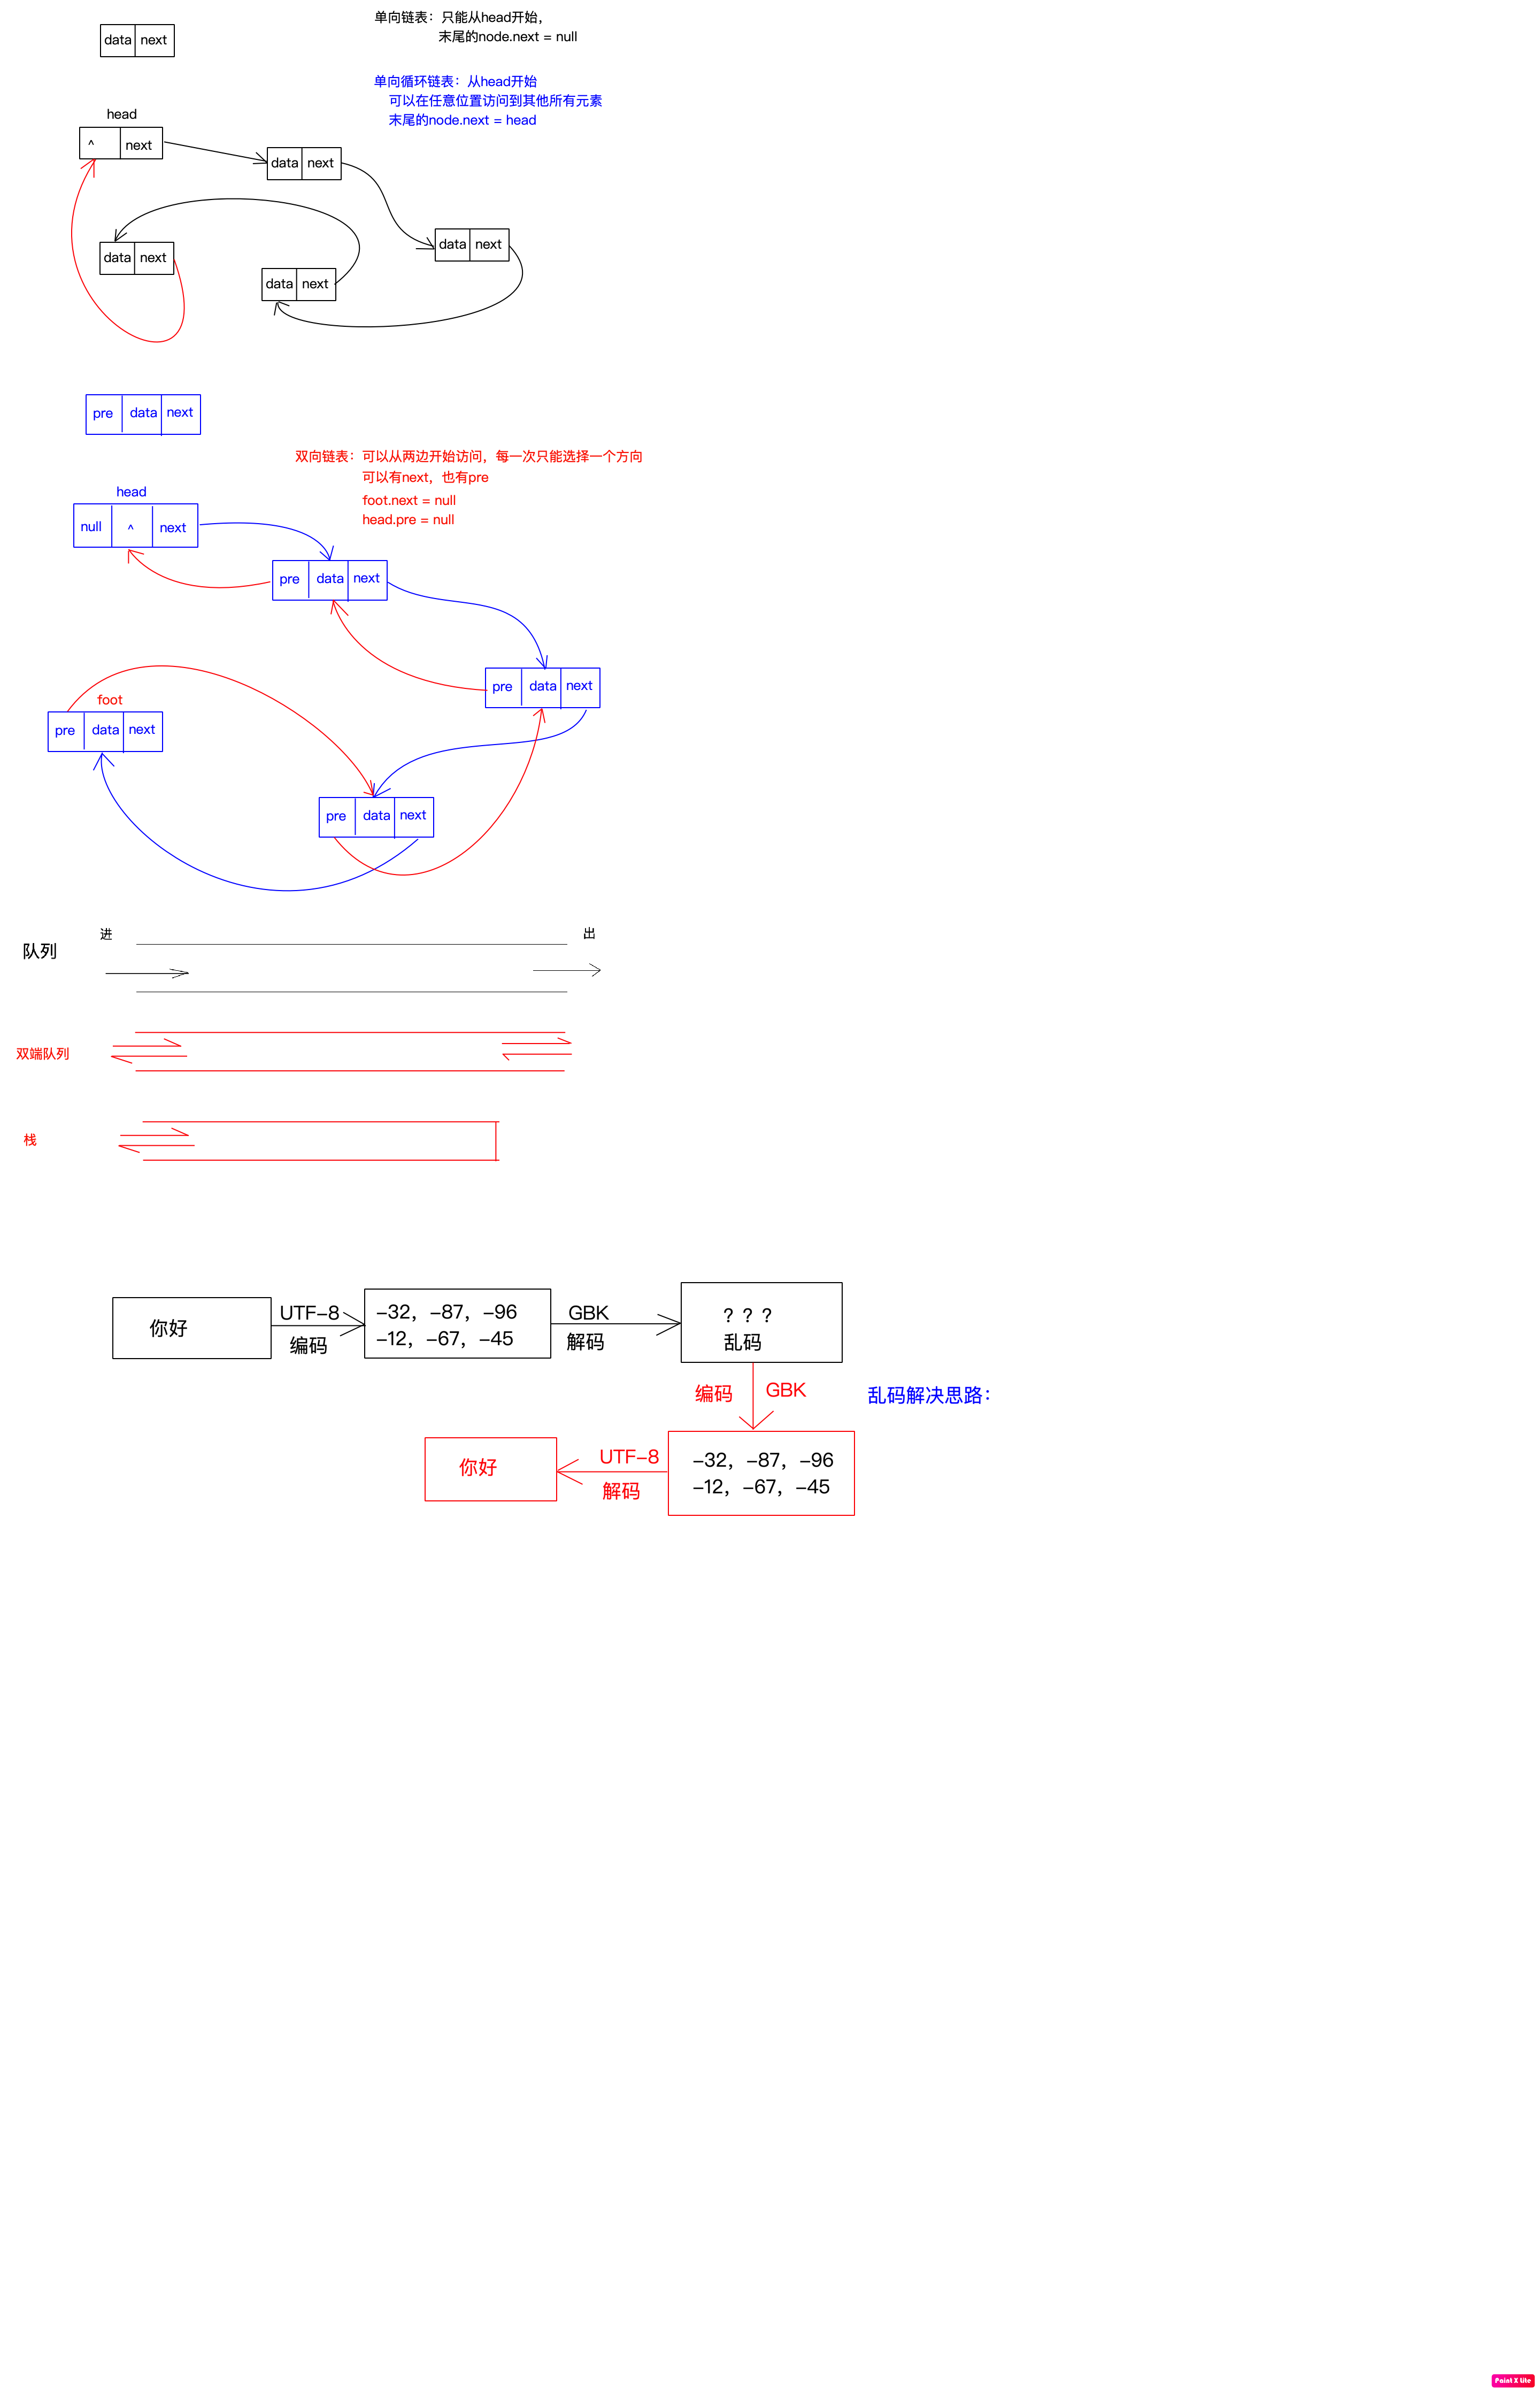 单向链表：只能从head开始，
末尾的node.next = null
data next
单向循环链表：从head开始
可以在任意位置访问到其他所有元素
末尾的node.next = head
head
^ next
data next
data next
data next
data next
pre data next
双向链表：可以从两边开始访问，每一次只能选择一个方向
可以有next，也有pre
foot.next = null
head.pre = null
head
null ^ next
pre data next
pre data next
foot
pre data next
pre data next
队列
进
出
双端队列
栈
你好
UTF-8
编码
-32，-87，-96
-12，-67，-45
GBK
解码
？？？
乱码
编码
GBK
乱码解决思路：
你好
UTF-8
解码
-32，-87，-96
-12，-67，-45
Paint X Lite